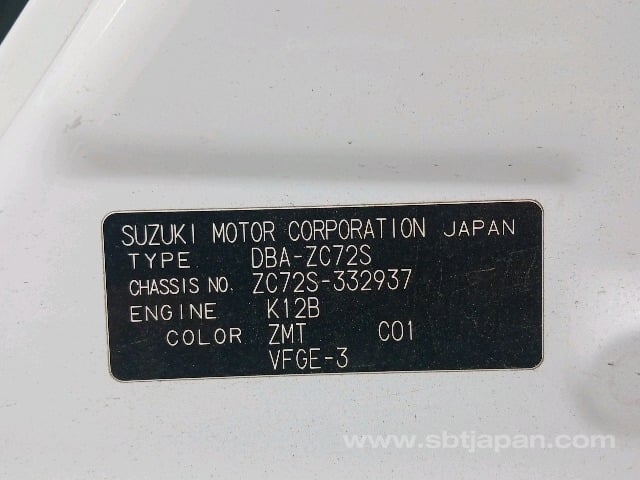 SUZUKI MOTOR CORPORATION JAPAN
TYPE DBA-ZC72S
CHASSIS NO. ZC72S-332937
ENGINE K12B
COLOR ZMT C01
VFGE-3
www.sbtjapan.com